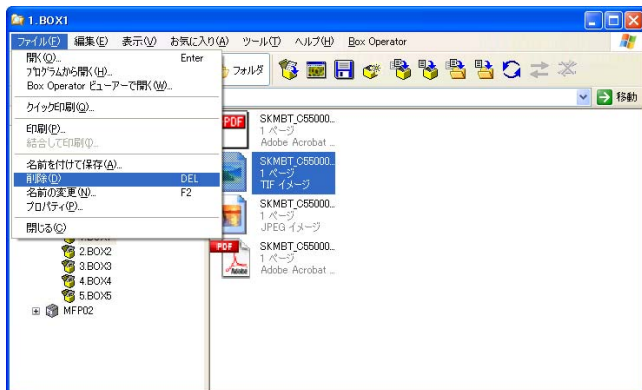 1.BOX1
ファイル(F) 編集(E) 表示(V) お気に入り(A) ツール(T) ヘルプ(H) Box Operator
開く(O)... Enter
プログラムから開く(H)...
Box Operator ビューアーで開く(W)...
クイック印刷(Q)...
印刷(P)...
結合して印刷(I)...
名前を付けて保存(A)...
削除(D) DEL
名前の変更(N)... F2
プロパティ(P)...
閉じる(C)
フォルダ
移動
PDF
SKMBT_C55000...
1 ページ
Adobe Acrobat ...
SKMBT_C55000...
1 ページ
TIF イメージ
SKMBT_C55000...
1 ページ
JPEG イメージ
PDF
Adobe
SKMBT_C55000...
1 ページ
Adobe Acrobat ...
2.BOX2
3.BOX3
4.BOX4
5.BOX5
MFP02